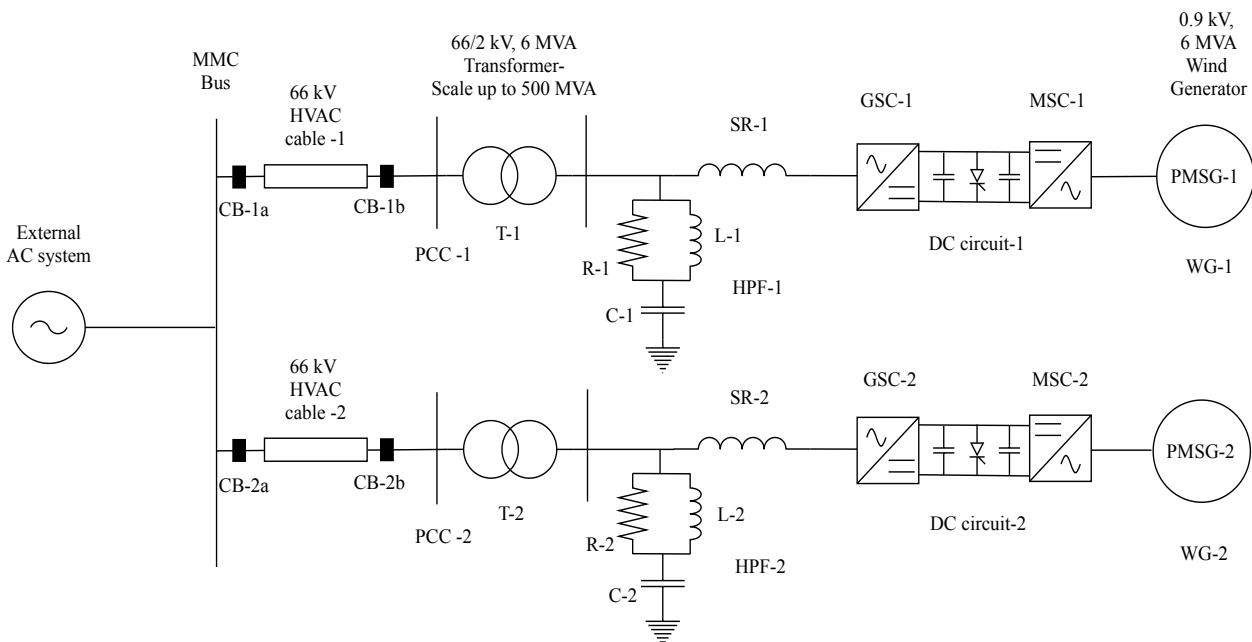 MMC
Bus
66 kV
HVAC
cable -1
66/2 kV, 6 MVA
Transformer-
Scale up to 500 MVA
0.9 kV,
6 MVA
Wind
Generator
SR-1
GSC-1
MSC-1
PMSG-1
CB-1a
CB-1b
PCC -1
T-1
R-1
L-1
HPF-1
C-1
DC circuit-1
WG-1
External
AC system
66 kV
HVAC
cable -2
SR-2
GSC-2
MSC-2
PMSG-2
CB-2a
CB-2b
PCC -2
T-2
R-2
L-2
HPF-2
C-2
DC circuit-2
WG-2